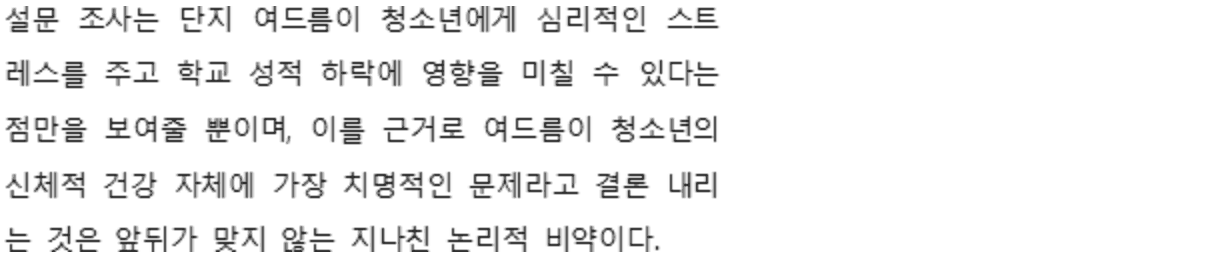 설문 조사는 단지 여드름이 청소년에게 심리적인 스트
레스를 주고 학교 성적 하락에 영향을 미칠 수 있다는
점만을 보여줄 뿐이며, 이를 근거로 여드름이 청소년의
신체적 건강 자체에 가장 치명적인 문제라고 결론 내리
는 것은 앞뒤가 맞지 않는 지나친 논리적 비약이다.